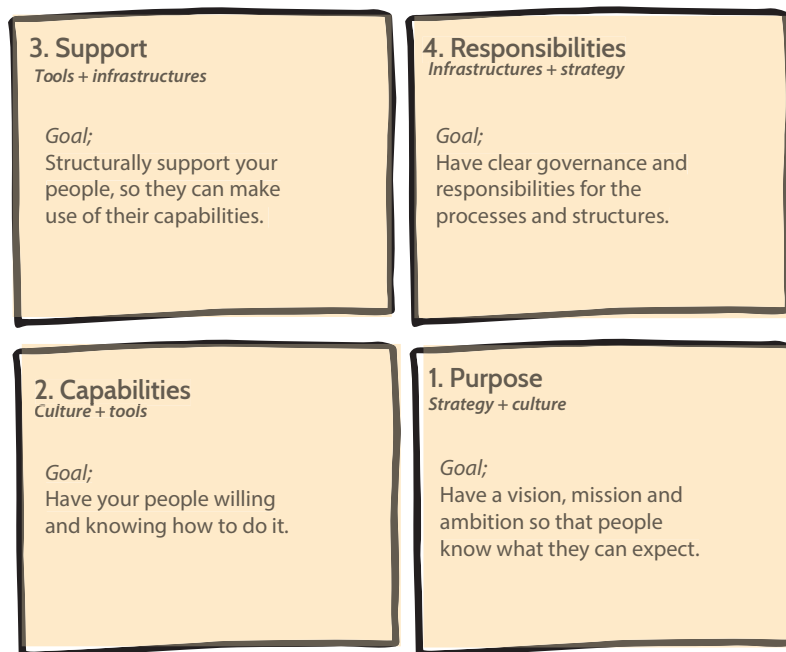 3. Support
Tools + infrastructures
Goal;
Structurally support your
people, so they can make
use of their capabilities.
4. Responsibilities
Infrastructures + strategy
Goal;
Have clear governance and
responsibilities for the
processes and structures.
2. Capabilities
Culture + tools
Goal;
Have your people willing
and knowing how to do it.
1. Purpose
Strategy + culture
Goal;
Have a vision, mission and
ambition so that people
know what they can expect.